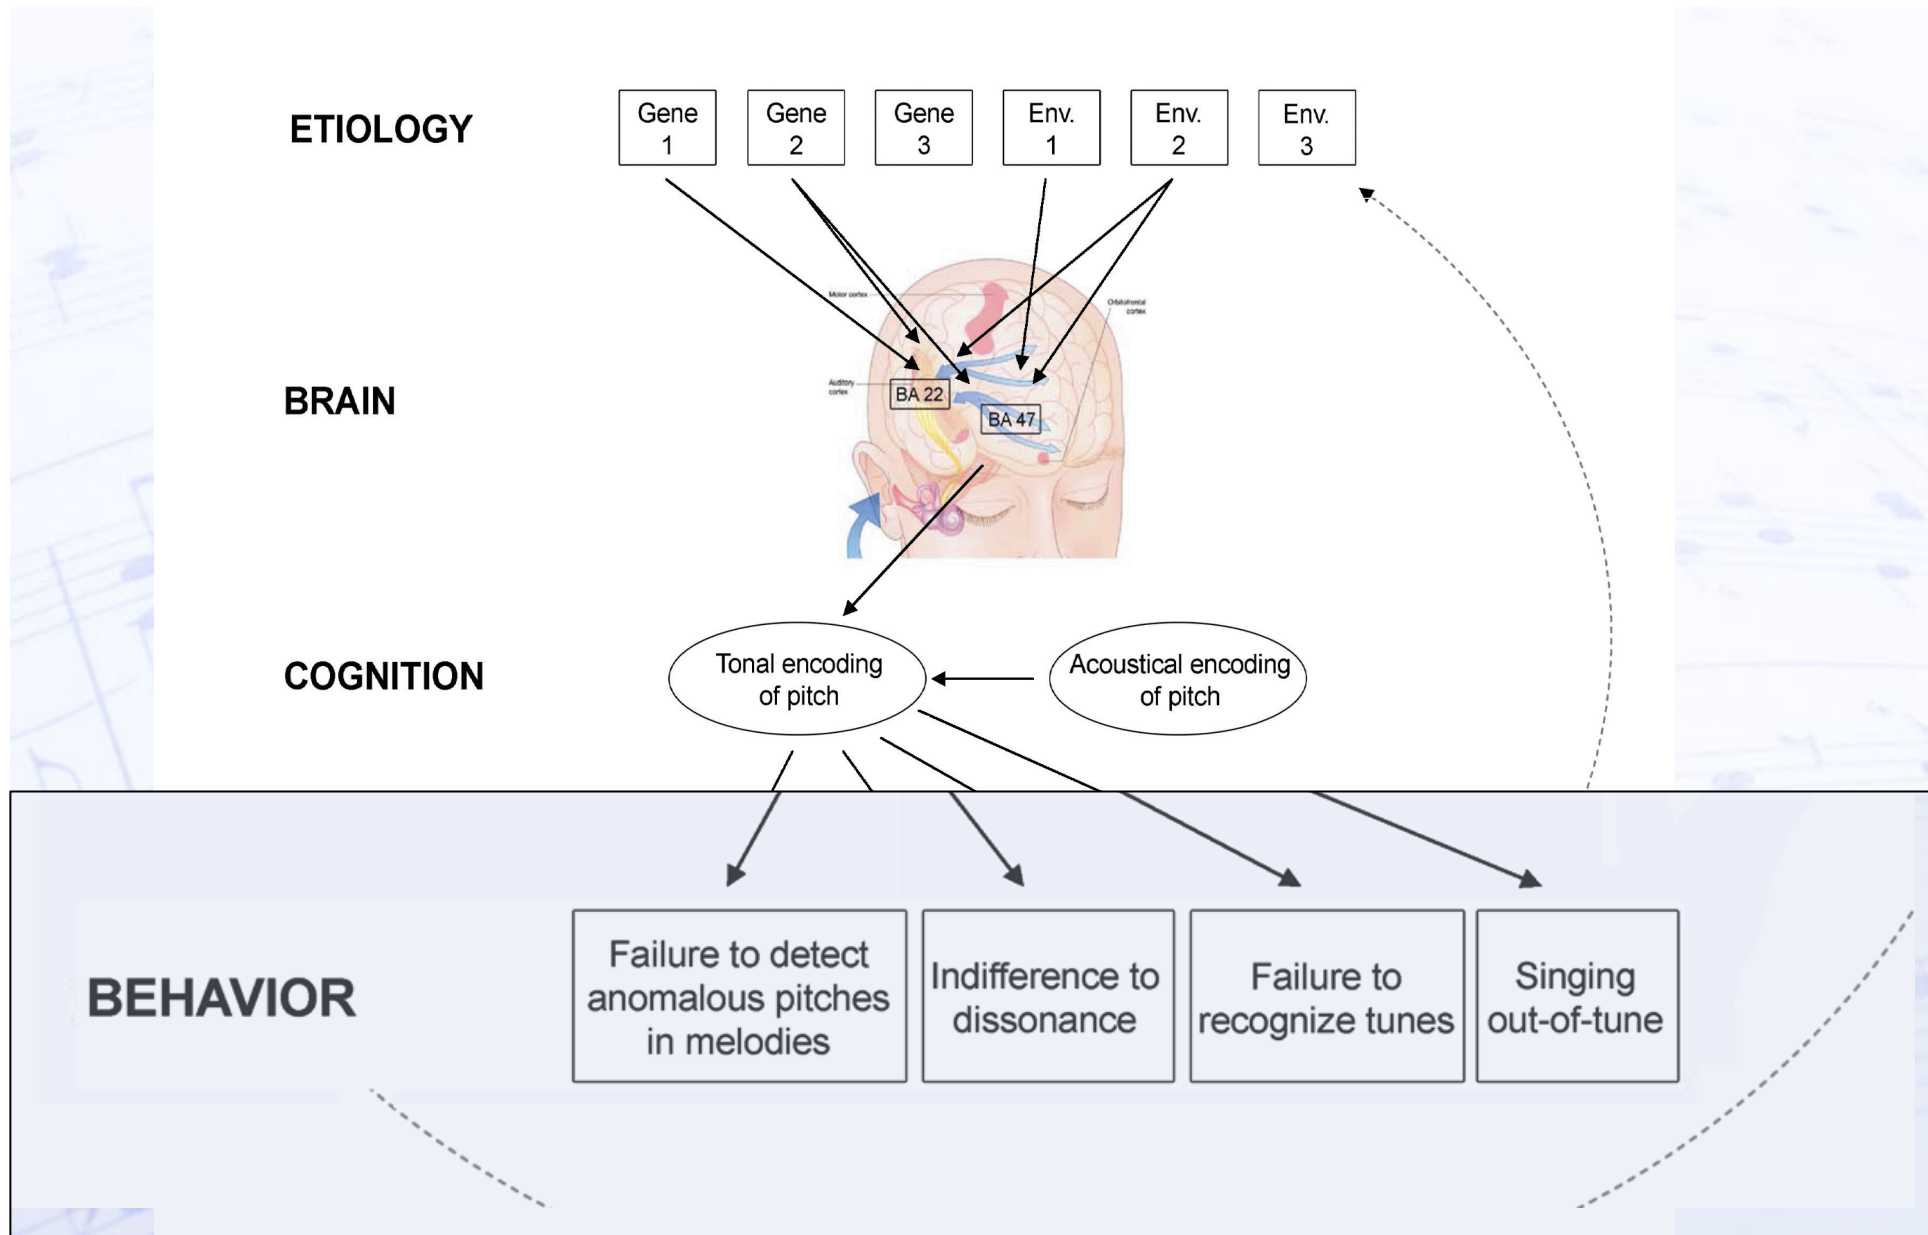 ETIOLOGY
Gene
1
Gene
2
Gene
3
Env.
1
Env.
2
Env.
3
BRAIN
Motor cortex
Orbitofrontal
cortex
Auditory
cortex
BA 22
BA 47
COGNITION
Tonal encoding
of pitch
Acoustical encoding
of pitch
BEHAVIOR
Failure to detect
anomalous pitches
in melodies
Indifference to
dissonance
Failure to
recognize tunes
Singing
out-of-tune